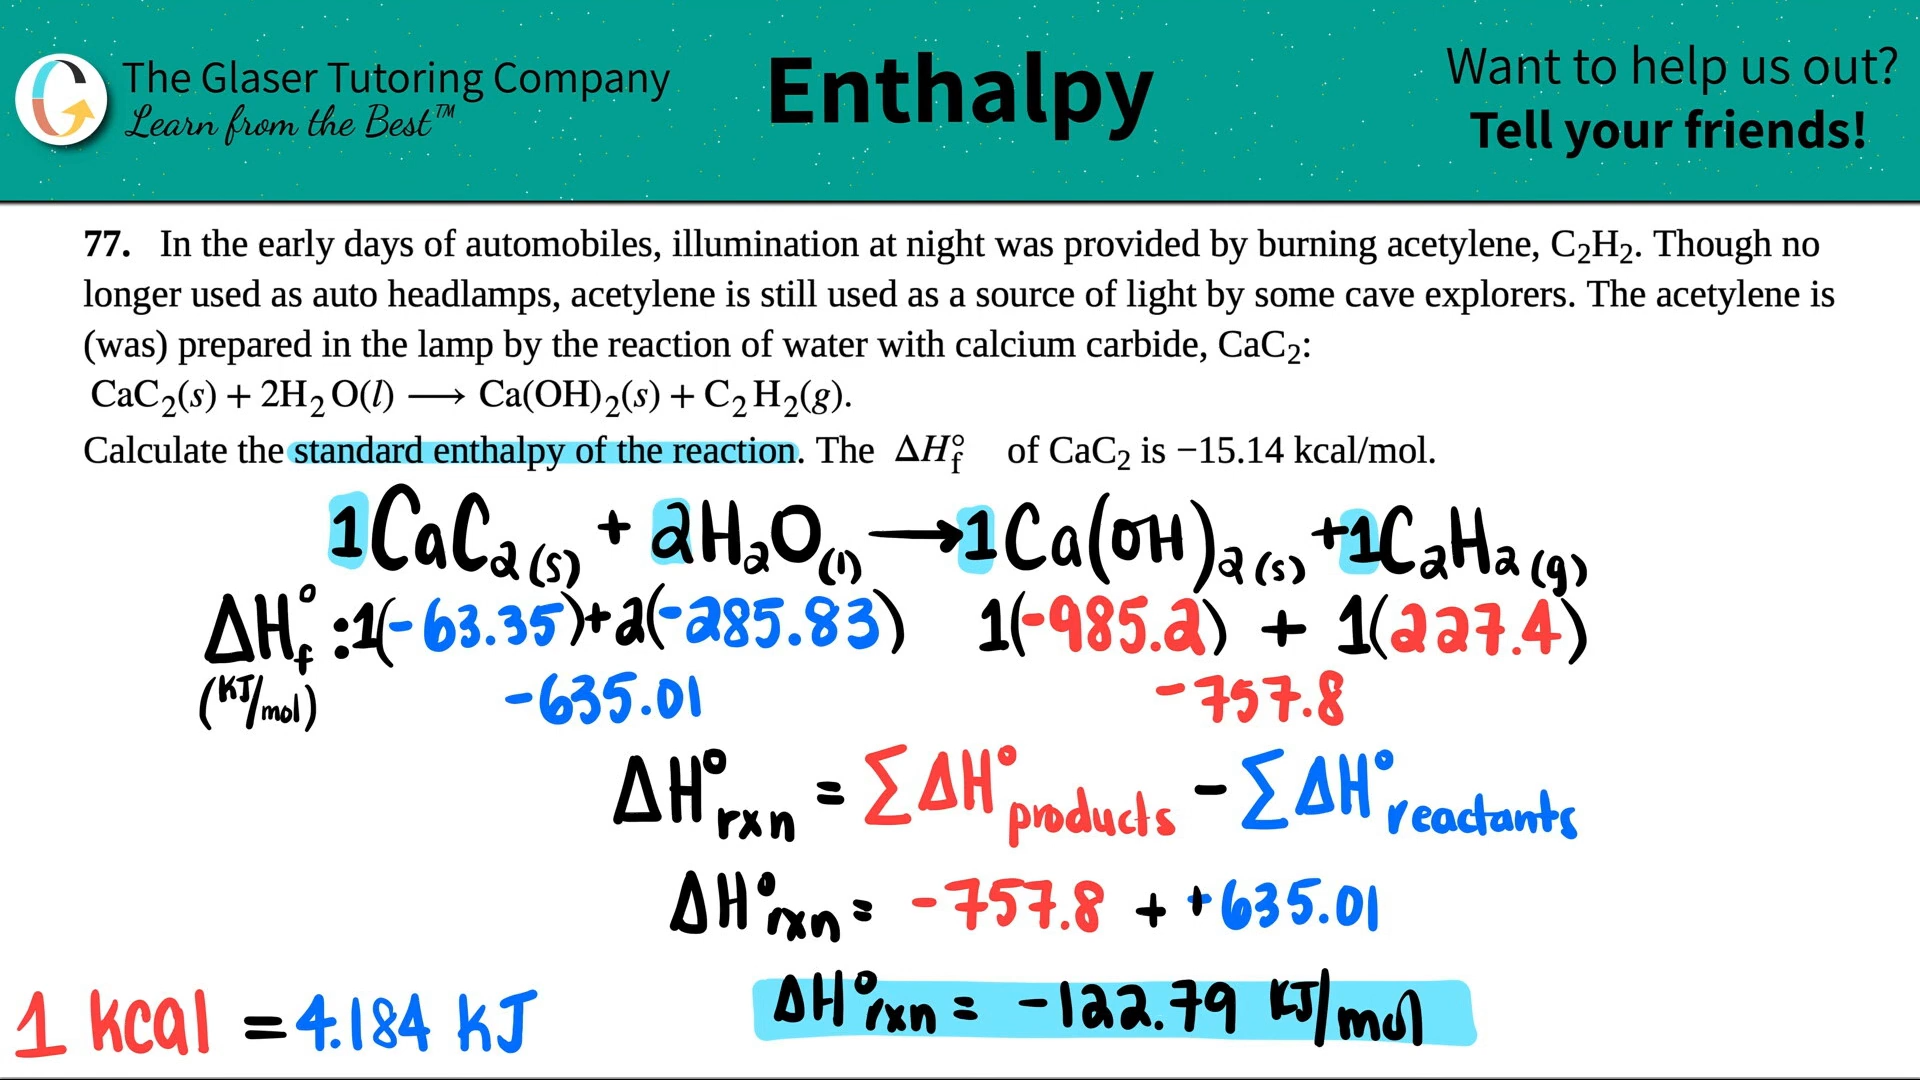 The Glaser Tutoring Company
Learn from the Best™
Enthalpy
Want to help us out?
Tell your friends!
77. In the early days of automobiles, illumination at night was provided by burning acetylene, C₂H₂. Though no
longer used as auto headlamps, acetylene is still used as a source of light by some cave explorers. The acetylene is
(was) prepared in the lamp by the reaction of water with calcium carbide, CaC₂:
CaC₂(s) + 2H₂O(l) ⟶ Ca(OH)₂(s) + C₂H₂(g).
Calculate the standard enthalpy of the reaction. The ΔH°f of CaC₂ is −15.14 kcal/mol.
1CaC₂(s) + 2H₂O(l) ⟶ 1Ca(OH)₂(s) + 1C₂H₂(g)
ΔH°f : 1(-63.35) + 2(-285.83) 1(-985.2) + 1(227.4)
(KJ/mol) -635.01 -757.8
ΔH°rxn = ΣΔH°products - ΣΔH°reactants
ΔH°rxn = -757.8 + +635.01
ΔH°rxn = -122.79 KJ/mol
1 kcal = 4.184 kJ